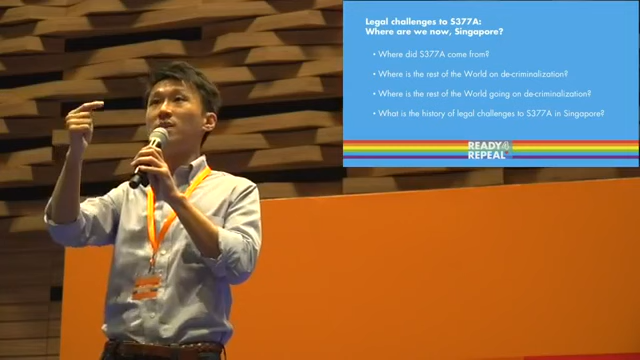 Legal challenges to S377A:
Where are we now, Singapore?
• Where did S377A come from?
• Where is the rest of the World on de-criminalization?
• Where is the rest of the World going on de-criminalization?
• What is the history of legal challenges to S377A in Singapore?
READY4
REPEAL